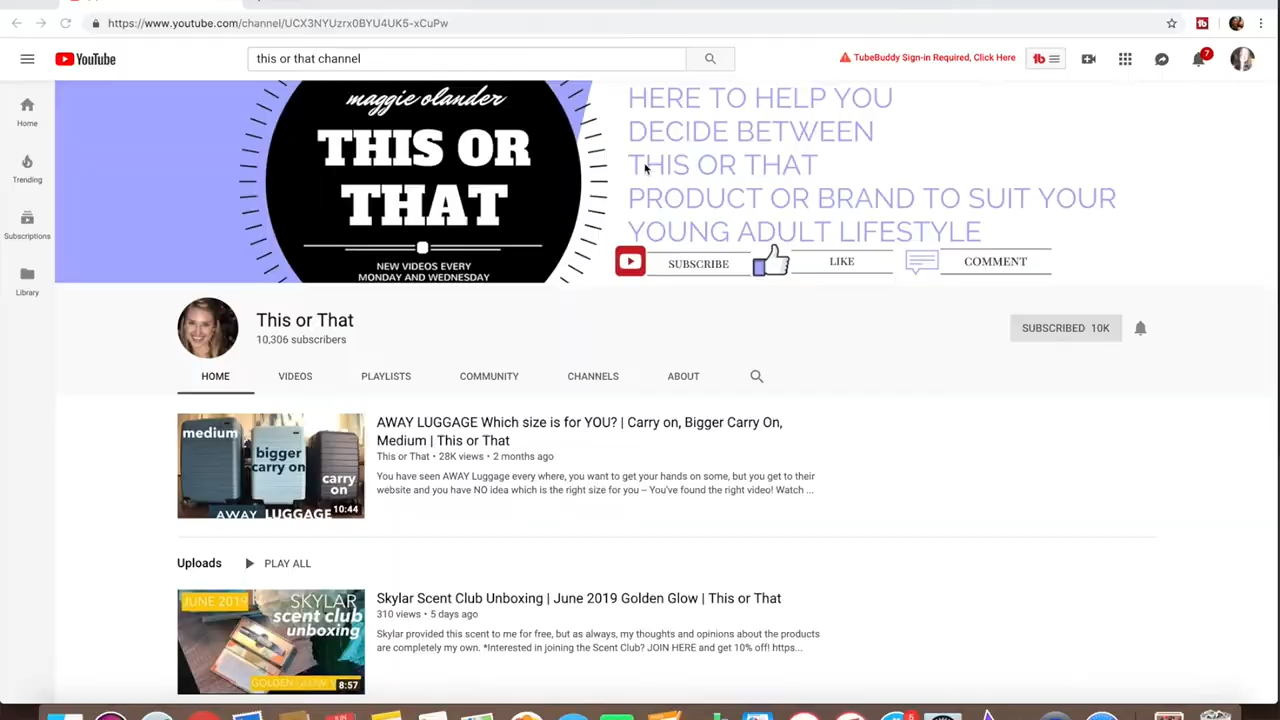 https://www.youtube.com/channel/UCX3NYUzrx0BYU4UK5-xCuPw
YouTube
this or that channel
TubeBuddy Sign-in Required, Click Here
tb
7
Home
Trending
Subscriptions
Library
maggie olander
THIS OR
THAT
NEW VIDEOS EVERY
MONDAY AND WEDNESDAY
HERE TO HELP YOU
DECIDE BETWEEN
THIS OR THAT
PRODUCT OR BRAND TO SUIT YOUR
YOUNG ADULT LIFESTYLE
SUBSCRIBE
LIKE
COMMENT
This or That
10,306 subscribers
SUBSCRIBED 10K
HOME
VIDEOS
PLAYLISTS
COMMUNITY
CHANNELS
ABOUT
medium
bigger
carry on
carry
on
AWAY LUGGAGE
10:44
AWAY LUGGAGE Which size is for YOU? | Carry on, Bigger Carry On,
Medium | This or That
This or That • 28K views • 2 months ago
You have seen AWAY Luggage every where, you want to get your hands on some, but you get to their
website and you have NO idea which is the right size for you -- You've found the right video! Watch ...
Uploads
PLAY ALL
JUNE 2019
SKYLAR
scent club
unboxing
GOLDEN GLOW
8:57
Skylar Scent Club Unboxing | June 2019 Golden Glow | This or That
310 views • 5 days ago
Skylar provided this scent to me for free, but as always, my thoughts and opinions about the products
are completely my own. *Interested in joining the Scent Club? JOIN HERE and get 10% off! https...